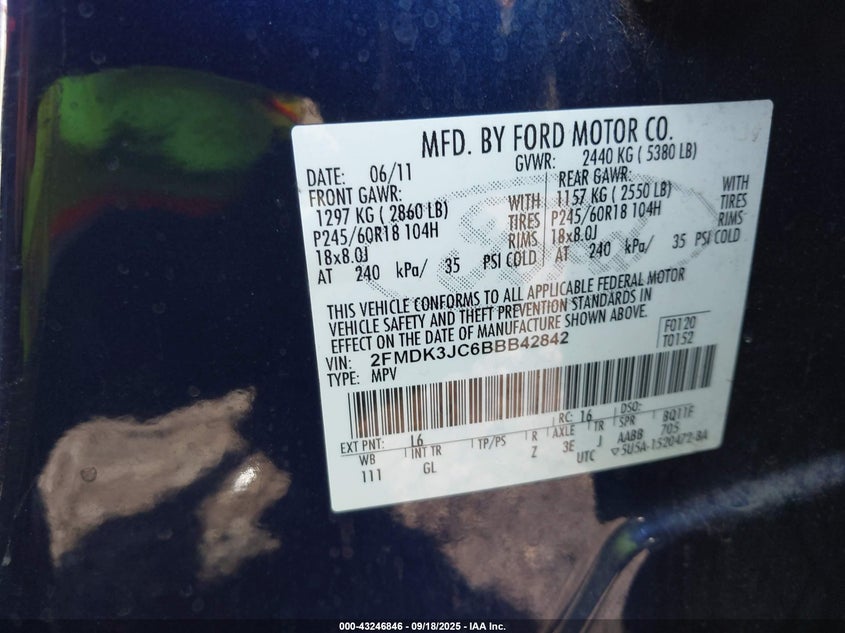 MFD. BY FORD MOTOR CO.
DATE: 06/11 GVWR: 2440 KG ( 5380 LB)
FRONT GAWR: REAR GAWR:
1297 KG ( 2860 LB) WITH 1157 KG ( 2550 LB) WITH
P245/60R18 104H TIRES P245/60R18 104H TIRES
18x8.0J RIMS 18x8.0J RIMS
AT 240 kPa/ 35 PSI COLD AT 240 kPa/ 35 PSI COLD
THIS VEHICLE CONFORMS TO ALL APPLICABLE FEDERAL MOTOR
VEHICLE SAFETY AND THEFT PREVENTION STANDARDS IN
EFFECT ON THE DATE OF MANUFACTURE SHOWN ABOVE.
VIN: 2FMDK3JC6BBB42842 F0120
TYPE: MPV T0152
EXT PNT: L6 RC: 16 DSO: BQ11F
WB INT TR TP/PS R AXLE TR SPR
111 GL Z 3E J AABB 705
UTC 5U5A-1520472-BA
000-43246846 - 09/18/2025 - IAA Inc.